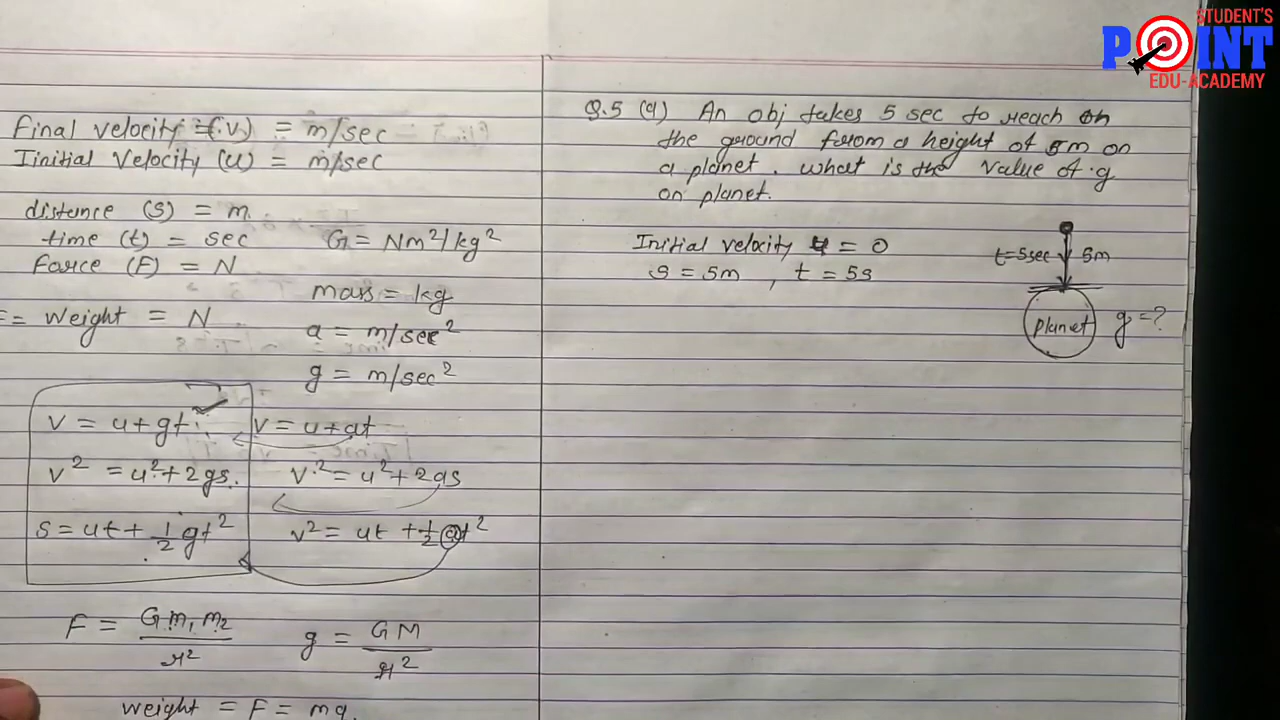 STUDENT'S
POINT
EDU-ACADEMY
Final velocity = (v) = m/sec
Iinitial Velocity (u) = m/sec
distance (s) = m
time (t) = sec
Force (F) = N
G = Nm²/kg²
mass = kg
= Weight = N
a = m/sec²
g = m/sec²
v = u+gt
v = u+at
v² = u²+2gs.
v² = u²+2as
s = ut + 1/2 gt²
v² = ut + 1/2 at²
F = G m₁ m₂ / r²
g = GM / r²
weight = F = mg.
Q.5 (a) An obj takes 5 sec to reach on
the ground from a height of 5m on
a planet. what is the value of g
on planet.
Initial velocity u = 0
s = 5m , t = 5s
t=5sec 5m
planet g=?